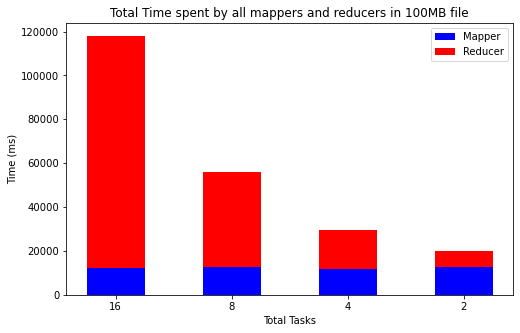 Total Time spent by all mappers and reducers in 100MB file
Mapper
Reducer
Time (ms)
120000
100000
80000
60000
40000
20000
0
16 8 4 2
Total Tasks